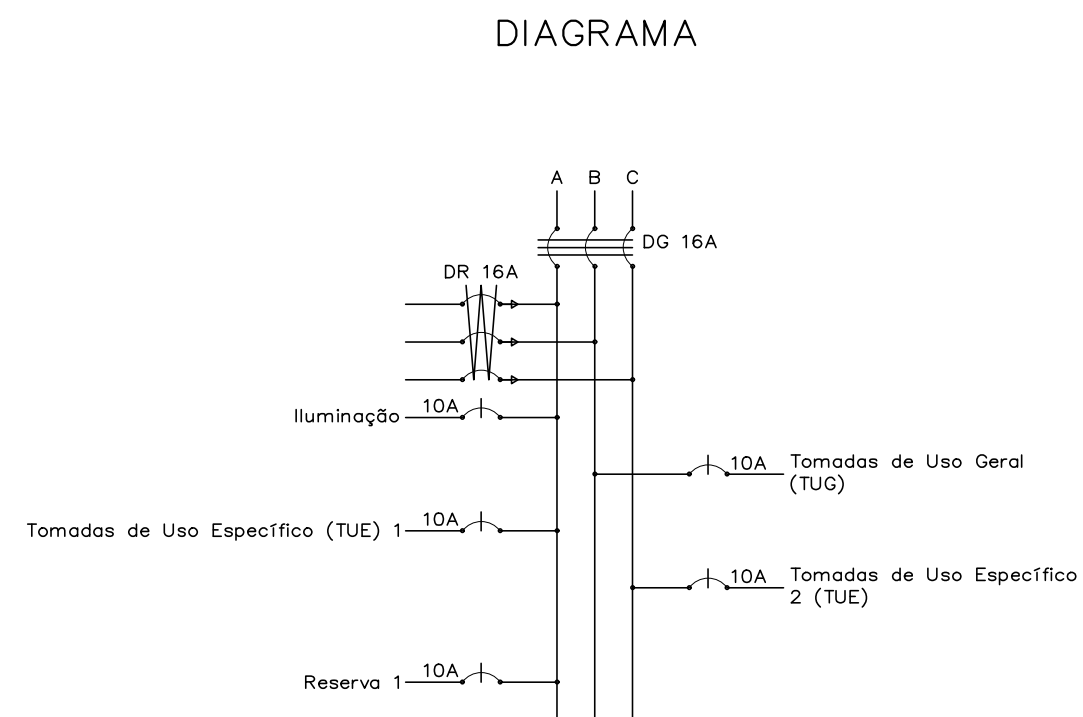 DIAGRAMA
A B C
DG 16A
DR 16A
Iluminação 10A
10A Tomadas de Uso Geral
(TUG)
Tomadas de Uso Específico (TUE) 1 10A
10A Tomadas de Uso Específico
2 (TUE)
Reserva 1 10A